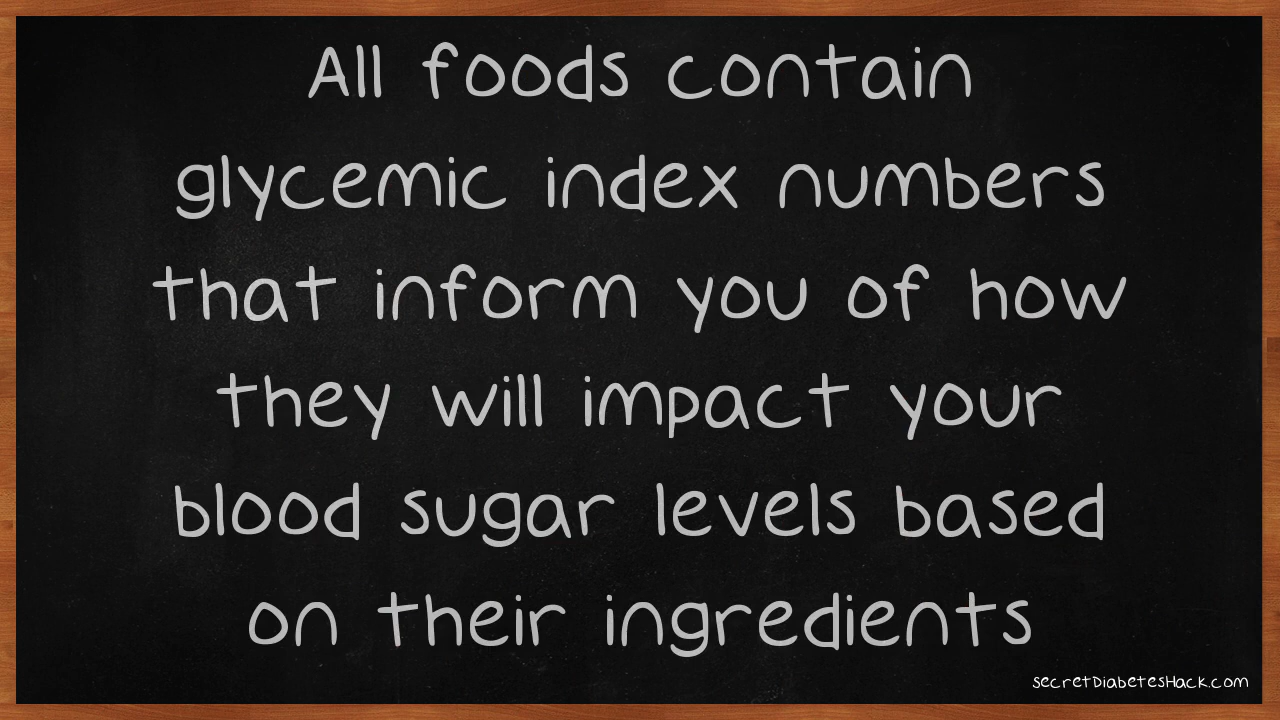 All foods contain
glycemic index numbers
that inform you of how
they will impact your
blood sugar levels based
on their ingredients
secretDiabetesHack.com